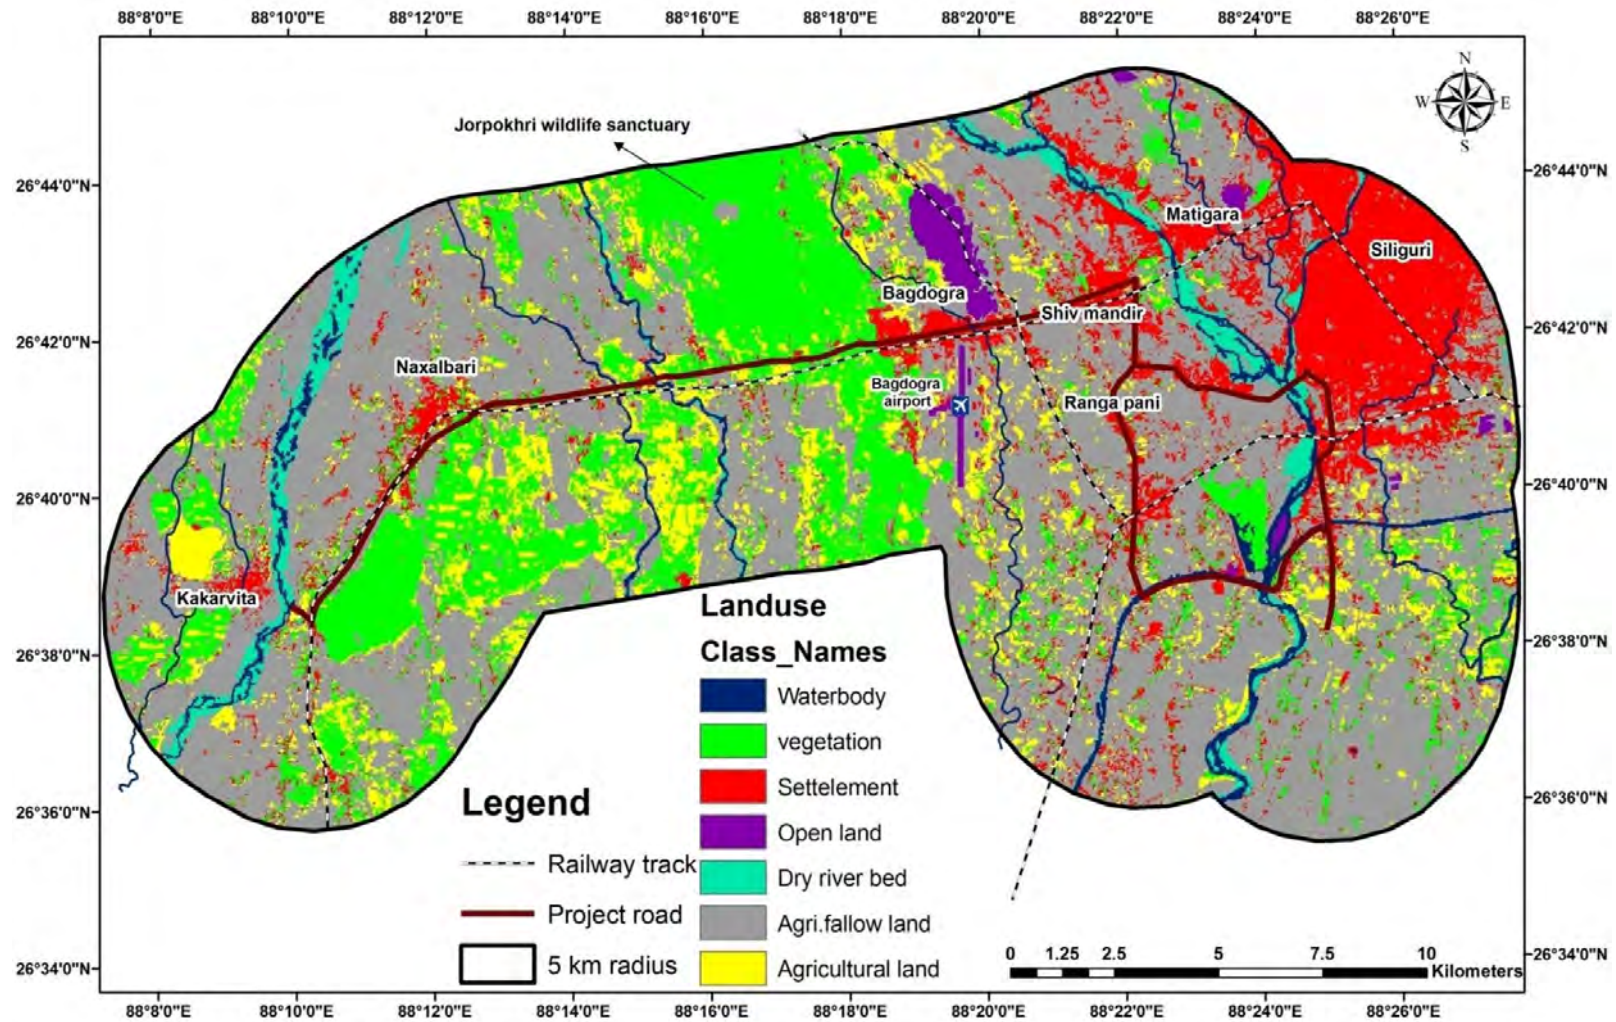 88°8'0"E 88°10'0"E 88°12'0"E 88°14'0"E 88°16'0"E 88°18'0"E 88°20'0"E 88°22'0"E 88°24'0"E 88°26'0"E
N
W E
S
Jorpokhri wildlife sanctuary
26°44'0"N 26°44'0"N
Matigara
Siliguri
Bagdogra
Shiv mandir
26°42'0"N 26°42'0"N
Naxalbari
Bagdogra
airport
Ranga pani
26°40'0"N 26°40'0"N
Kakarvita
26°38'0"N 26°38'0"N
Landuse
Class_Names
Waterbody
vegetation
Settelement
Open land
Dry river bed
Agri.fallow land
Agricultural land
26°36'0"N 26°36'0"N
Legend
Railway track
Project road
5 km radius
0 1.25 2.5 5 7.5 10
Kilometers
26°34'0"N 26°34'0"N
88°8'0"E 88°10'0"E 88°12'0"E 88°14'0"E 88°16'0"E 88°18'0"E 88°20'0"E 88°22'0"E 88°24'0"E 88°26'0"E